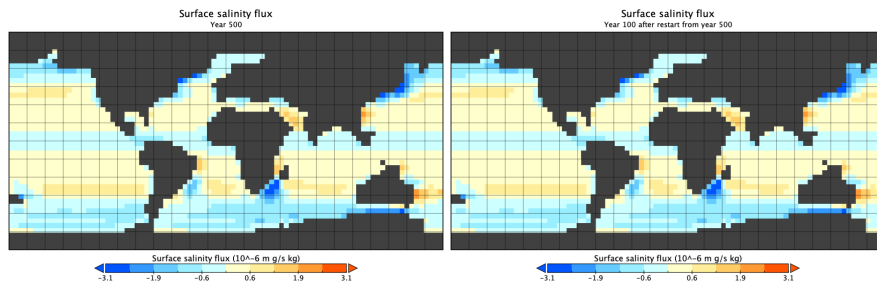 Surface salinity flux
Year 500
Surface salinity flux (10^-6 m g/s kg)
-3.1 -1.9 -0.6 0.6 1.9 3.1
Surface salinity flux
Year 100 after restart from year 500
Surface salinity flux (10^-6 m g/s kg)
-3.1 -1.9 -0.6 0.6 1.9 3.1